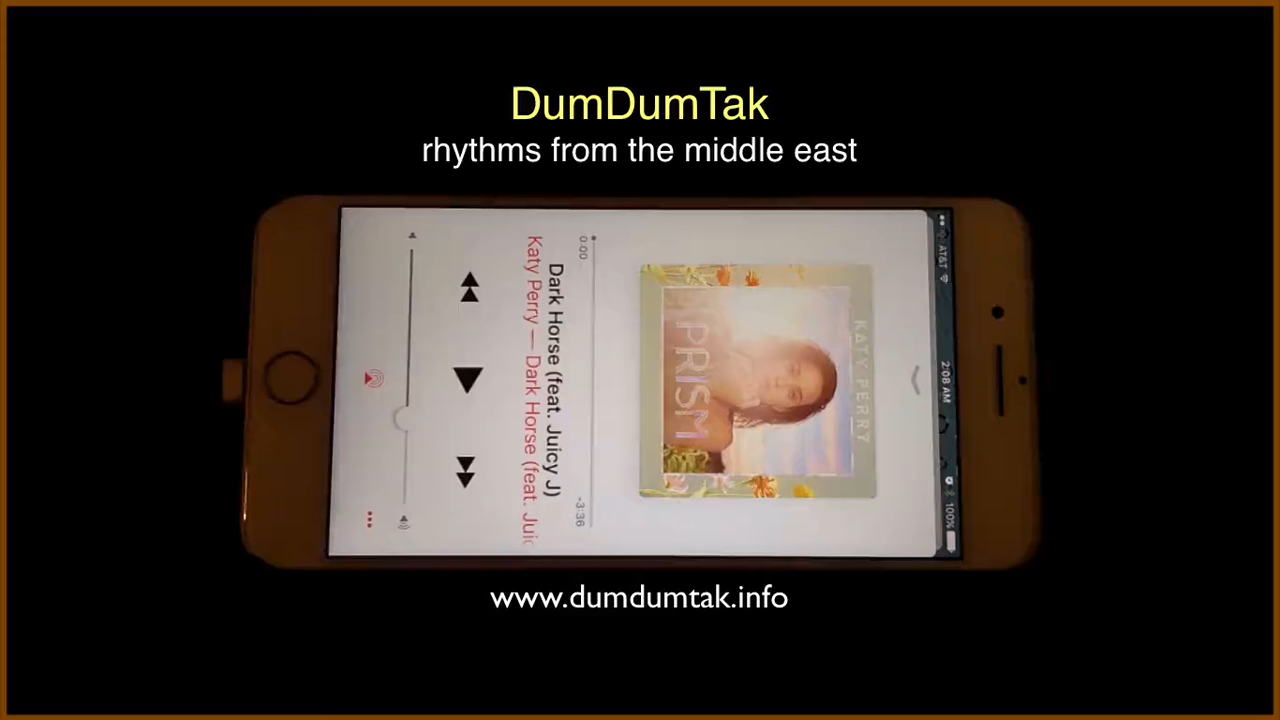 DumDumTak
rhythms from the middle east
AT&T
2:08 AM
100%
KATY PERRY
PRISM
0:00
-3:36
Dark Horse (feat. Juicy J)
Katy Perry — Dark Horse (feat. Juic
www.dumdumtak.info